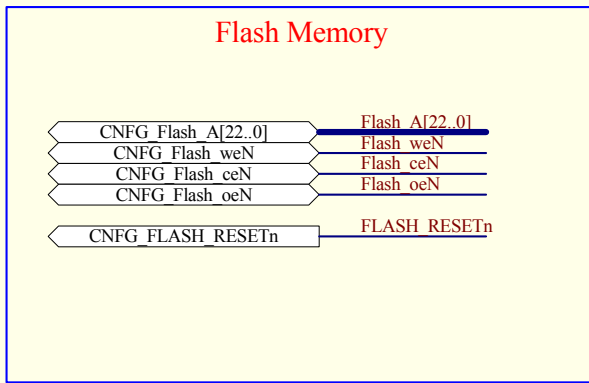 Flash Memory
CNFG_Flash_A[22..0] Flash_A[22..0]
CNFG_Flash_weN Flash_weN
CNFG_Flash_ceN Flash_ceN
CNFG_Flash_oeN Flash_oeN
CNFG_FLASH_RESETn FLASH_RESETn